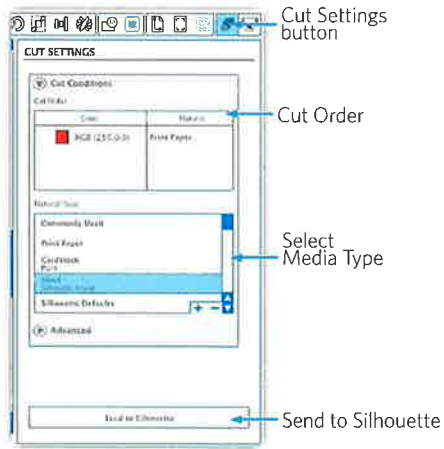 Cut Settings
button
CUT SETTINGS
Cut Conditions
Cut Order
Color Material
RGB (255,0,0) Print Paper
Cut Order
Material Type
Commonly Used
Print Paper
Cardstock
Plain
Select
Media Type
Silhouette Defaults
+ −
Advanced
Send to Silhouette
Send to Silhouette